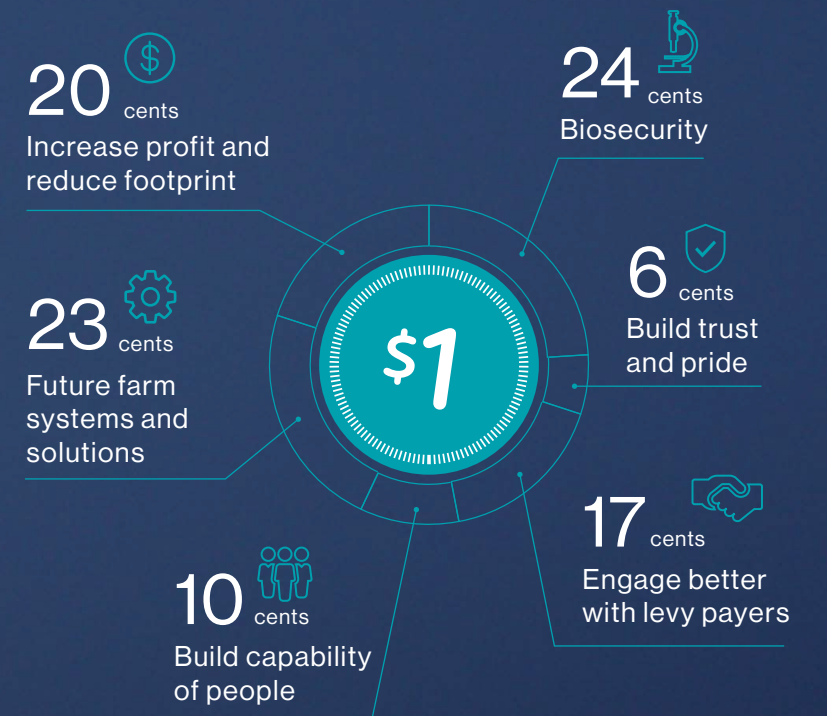 20 cents
Increase profit and
reduce footprint
24 cents
Biosecurity
6 cents
Build trust
and pride
23 cents
Future farm
systems and
solutions
$1
17 cents
Engage better
with levy payers
10 cents
Build capability
of people